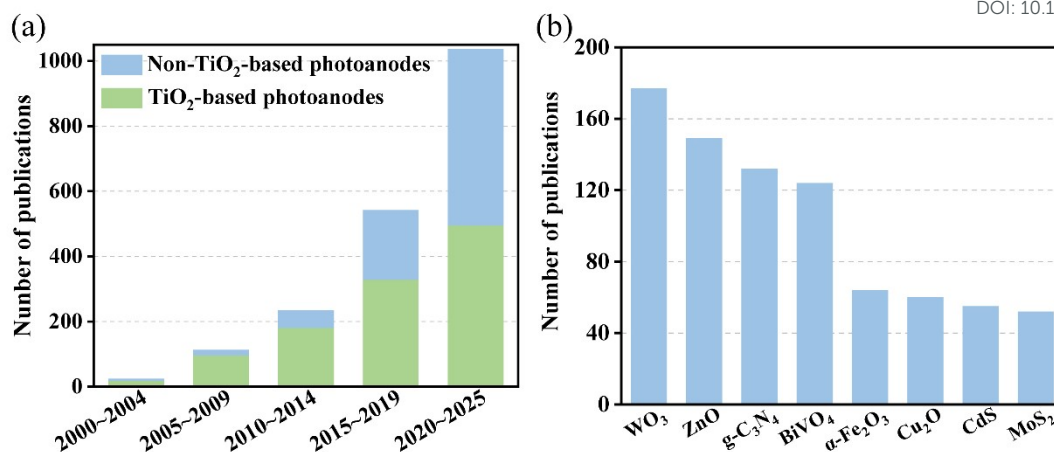 DOI: 10.1
(a)
Nunber of publications
1000
800
600
400
200
0
Non-TiO₂-based photoanodes
TiO₂-based photoanodes
2000~2004
2005~2009
2010~2014
2015~2019
2020~2025
(b)
Number of publications
200
160
120
80
40
0
WO₃
ZnO
g-C₃N₄
BiVO₄
α-Fe₂O₃
Cu₂O
CdS
MoS₂